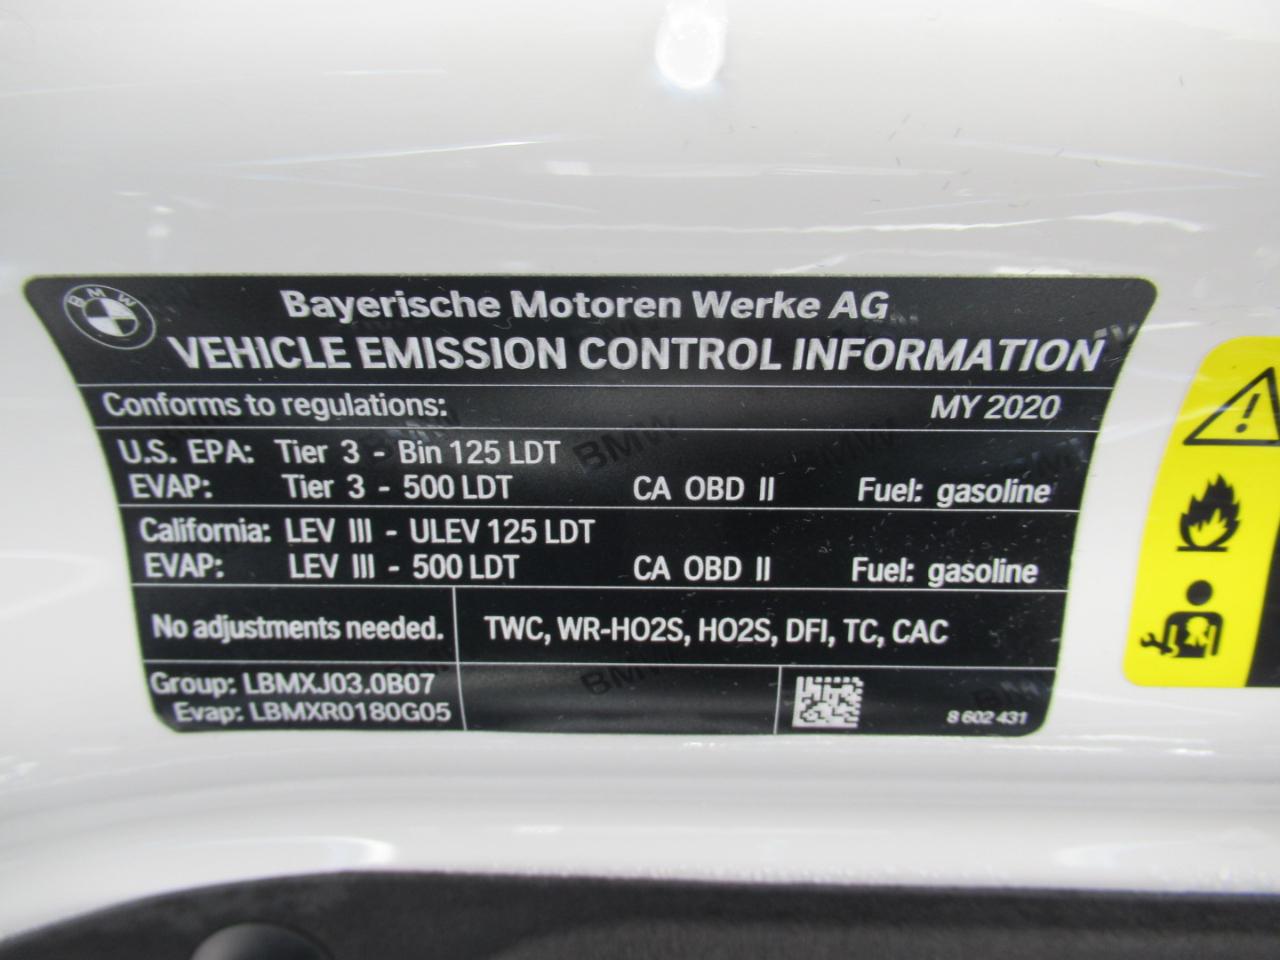 BMW
Bayerische Motoren Werke AG
VEHICLE EMISSION CONTROL INFORMATION
Conforms to regulations: MY 2020
U.S. EPA: Tier 3 - Bin 125 LDT
EVAP: Tier 3 - 500 LDT CA OBD II Fuel: gasoline
California: LEV III - ULEV 125 LDT
EVAP: LEV III - 500 LDT CA OBD II Fuel: gasoline
No adjustments needed. TWC, WR-HO2S, HO2S, DFI, TC, CAC
Group: LBMXJ03.0B07
Evap: LBMXR0180G05
8 602 431